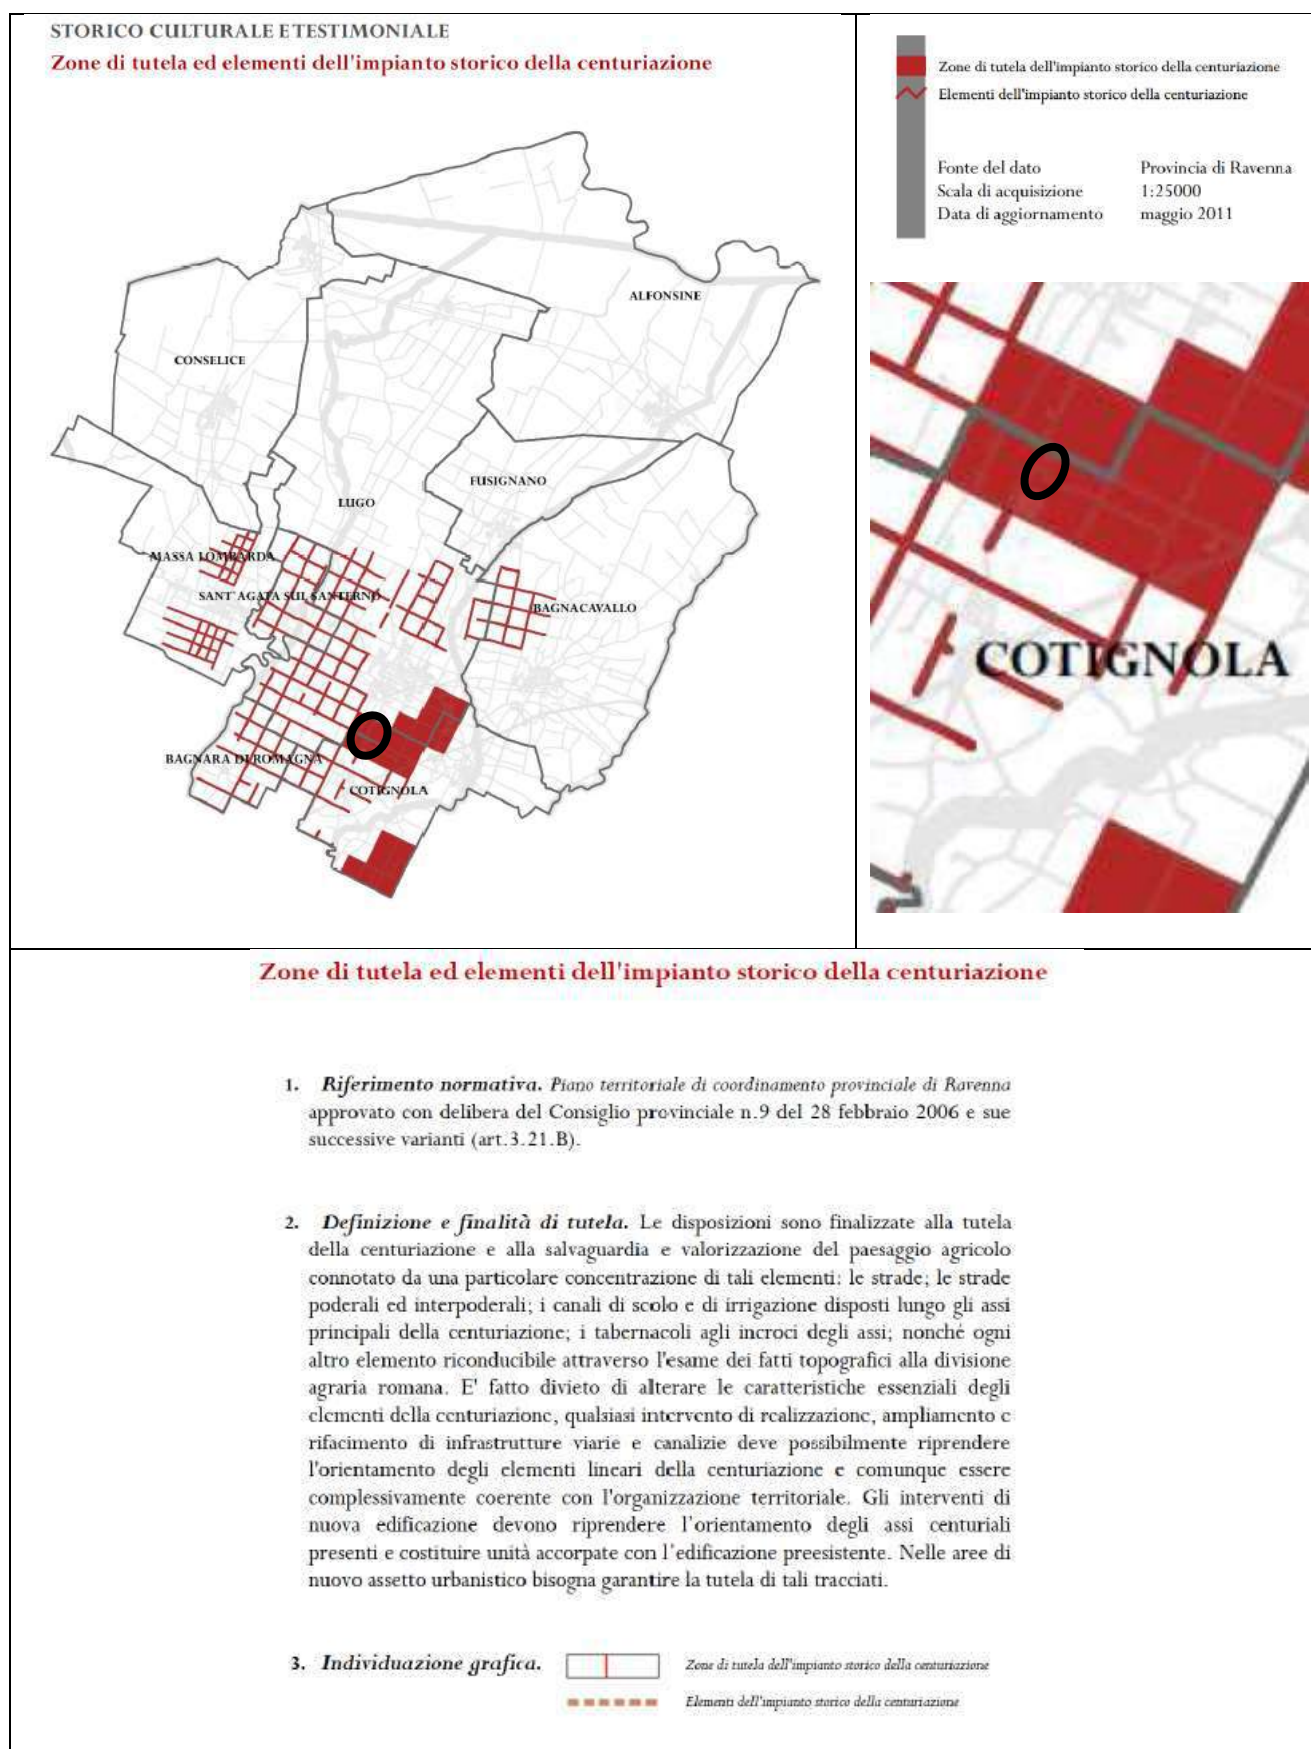 STORICO CULTURALE E TESTIMONIALE
Zone di tutela ed elementi dell'impianto storico della centuriazione
ALFONSINE
CONSELICE
FUSIGNANO
LUGO
MASSA LOMBARDA
SANT'AGATA SUL SANTERNO
BAGNACAVALLO
BAGNARA DI ROMAGNA
COTIGNOLA
Zone di tutela dell'impianto storico della centuriazione
Elementi dell'impianto storico della centuriazione
Fonte del dato Provincia di Ravenna
Scala di acquisizione 1:25000
Data di aggiornamento maggio 2011
COTIGNOLA
Zone di tutela ed elementi dell'impianto storico della centuriazione
1. Riferimento normativa. Piano territoriale di coordinamento provinciale di Ravenna
approvato con delibera del Consiglio provinciale n.9 del 28 febbraio 2006 e sue
successive varianti (art.3.21.B).
2. Definizione e finalità di tutela. Le disposizioni sono finalizzate alla tutela
della centuriazione e alla salvaguardia e valorizzazione del paesaggio agricolo
connotato da una particolare concentrazione di tali elementi: le strade; le strade
poderali ed interpoderali; i canali di scolo e di irrigazione disposti lungo gli assi
principali della centuriazione; i tabernacoli agli incroci degli assi; nonché ogni
altro elemento riconducibile attraverso l'esame dei fatti topografici alla divisione
agraria romana. E' fatto divieto di alterare le caratteristiche essenziali degli
elementi della centuriazione, qualsiasi intervento di realizzazione, ampliamento e
rifacimento di infrastrutture viarie e canalizie deve possibilmente riprendere
l'orientamento degli elementi lineari della centuriazione e comunque essere
complessivamente coerente con l'organizzazione territoriale. Gli interventi di
nuova edificazione devono riprendere l'orientamento degli assi centuriali
presenti e costituire unità accorpate con l'edificazione preesistente. Nelle aree di
nuovo assetto urbanistico bisogna garantire la tutela di tali tracciati.
3. Individuazione grafica.
Zone di tutela dell'impianto storico della centuriazione
Elementi dell'impianto storico della centuriazione